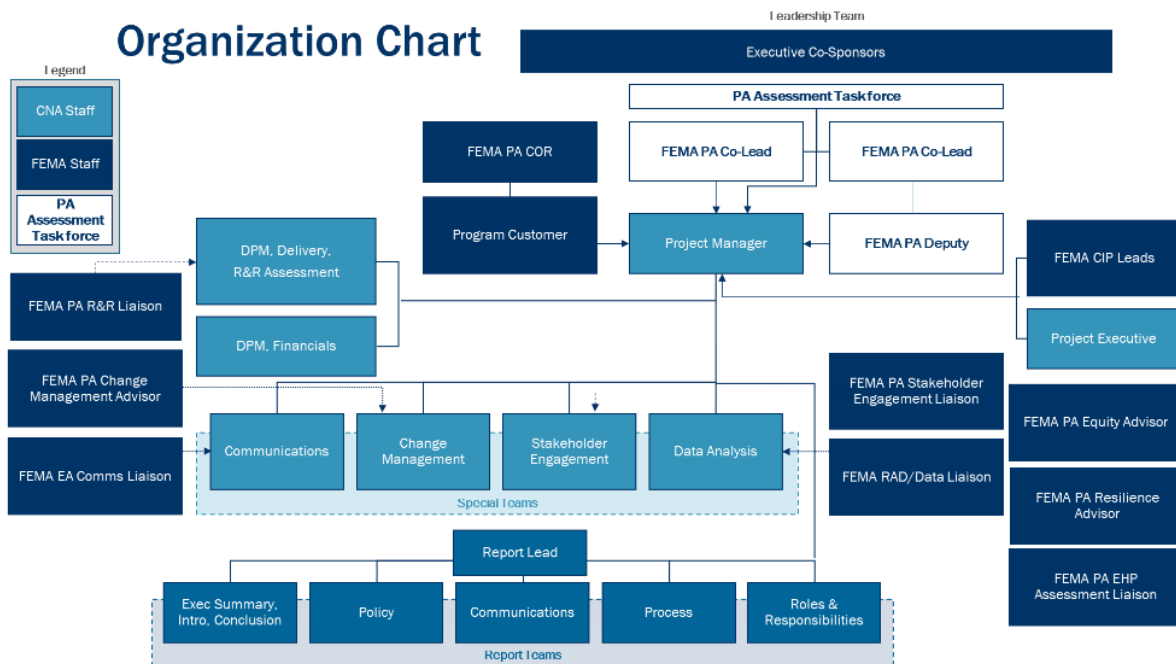 Leadership Team
Organization Chart
Executive Co-Sponsors
Legend
CNA Staff
FEMA Staff
PA
Assessment
Taskforce
PA Assessment Taskforce
FEMA PA COR
FEMA PA Co-Lead
FEMA PA Co-Lead
Program Customer
Project Manager
FEMA PA Deputy
DPM, Delivery,
R&R Assessment
FEMA CIP Leads
FEMA PA R&R Liaison
DPM, Financials
Project Executive
FEMA PA Change
Management Advisor
FEMA PA Stakeholder
Engagement Liaison
FEMA PA Equity Advisor
FEMA EA Comms Liaison
Communications
Change
Management
Stakeholder
Engagement
Data Analysis
FEMA RAD/Data Liaison
Special Teams
FEMA PA Resilience
Advisor
Report Lead
FEMA PA EHP
Assessment Liaison
Exec Summary,
Intro, Conclusion
Policy
Communications
Process
Roles &
Responsibilities
Report Teams